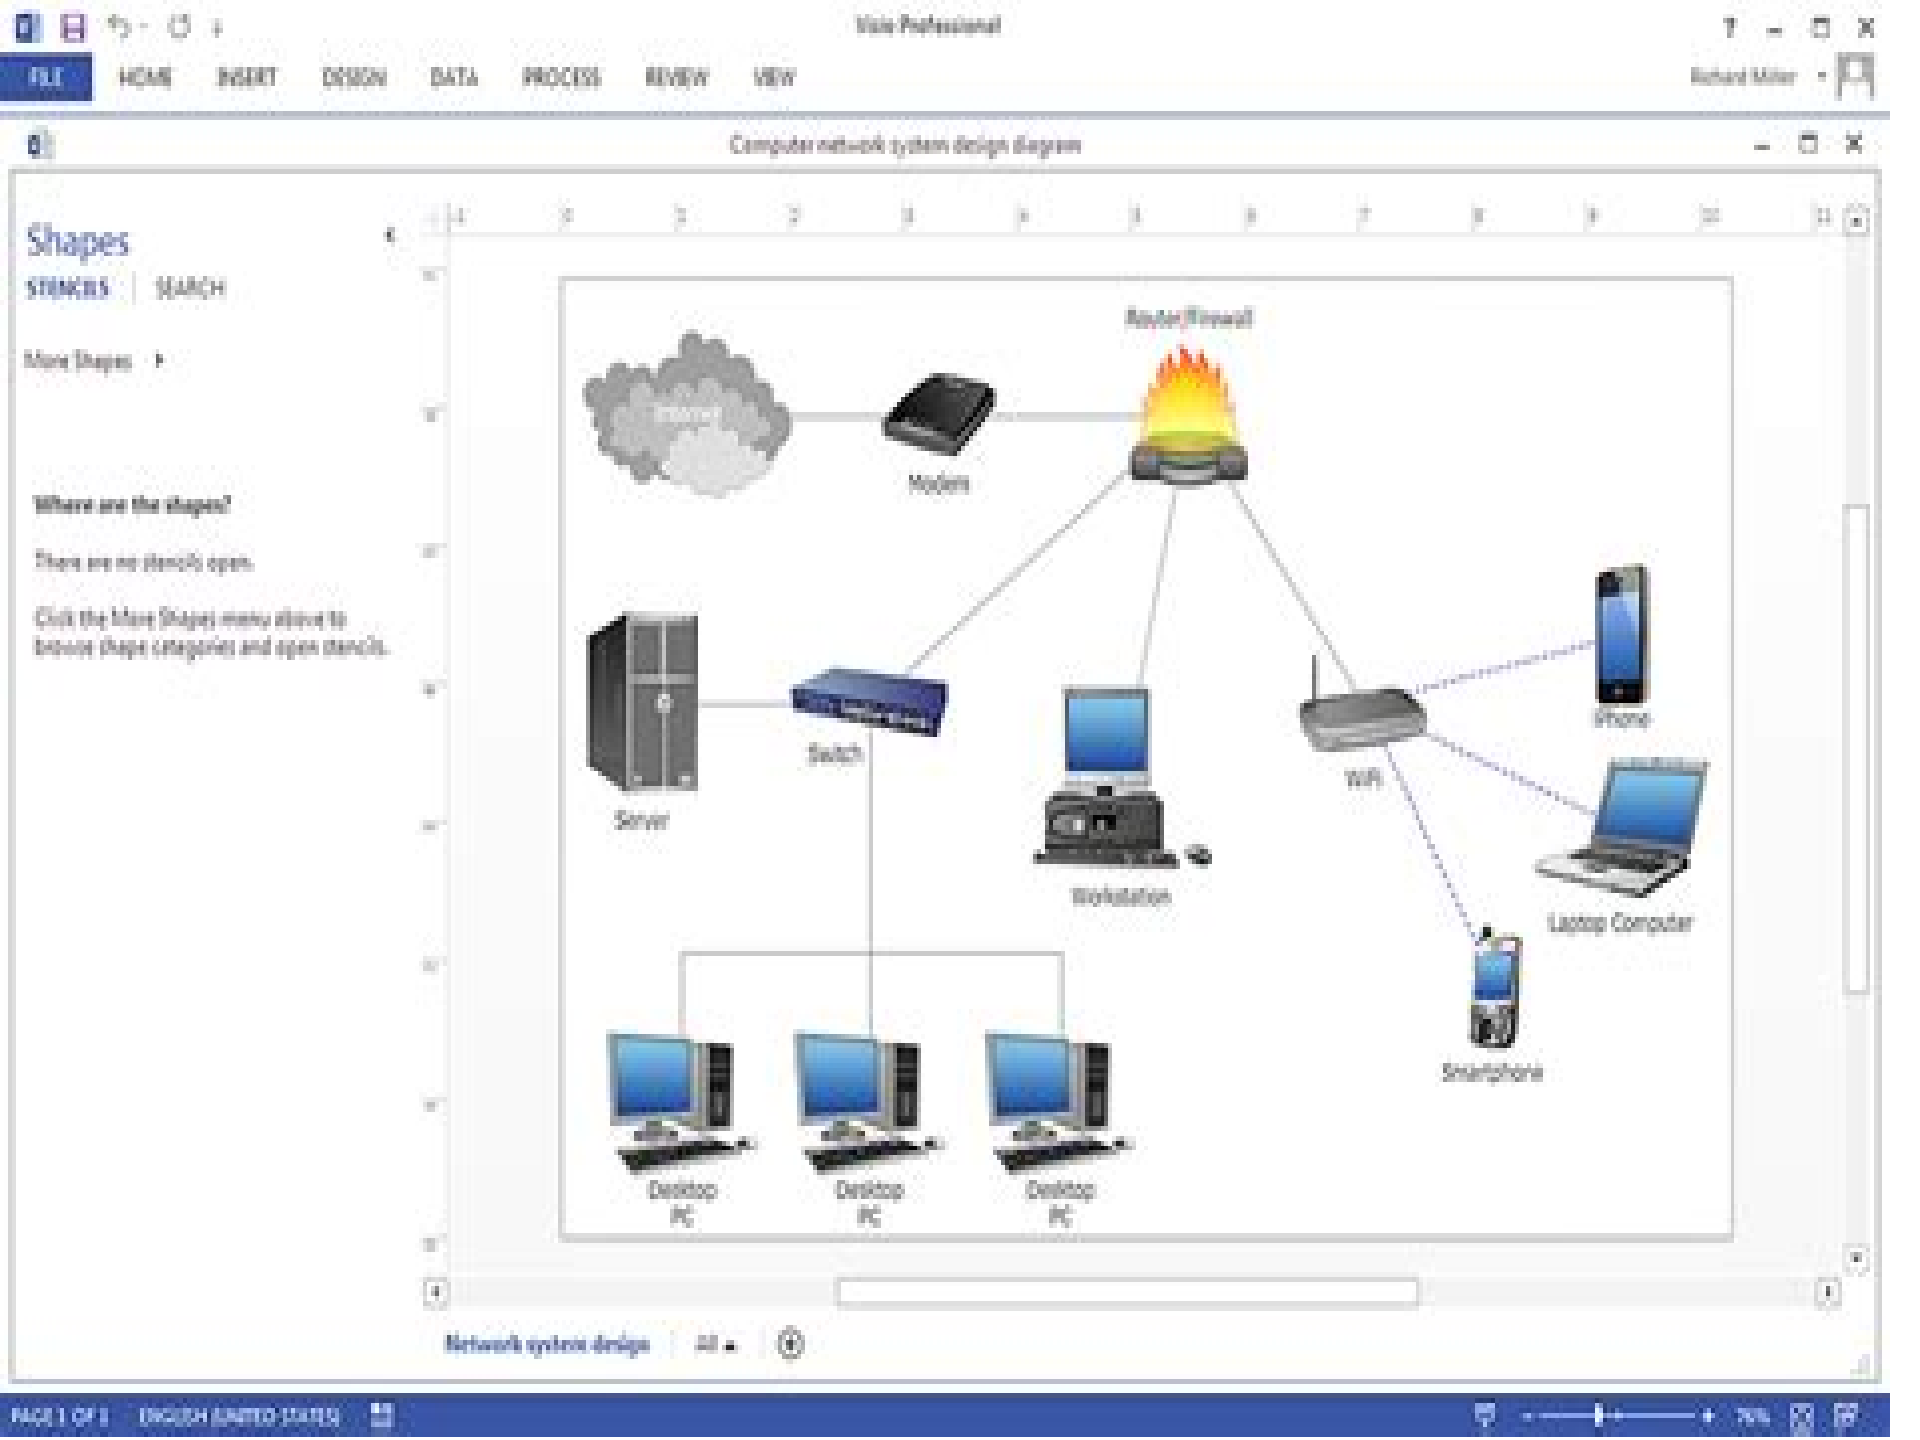 Visio Professional
?
FILE HOME INSERT DESIGN DATA PROCESS REVIEW VIEW
Richard Miller
Computer network system design diagram
Shapes
STENCILS SEARCH
More Shapes
Where are the shapes?
There are no stencils open.
Click the More Shapes menu above to
browse shape categories and open stencils.
Router/Firewall
Internet
Modem
iPhone
Switch
WiFi
Server
Workstation
Laptop Computer
Smartphone
Desktop
PC
Desktop
PC
Desktop
PC
Network system design All
PAGE 1 OF 1 ENGLISH (UNITED STATES)
76%